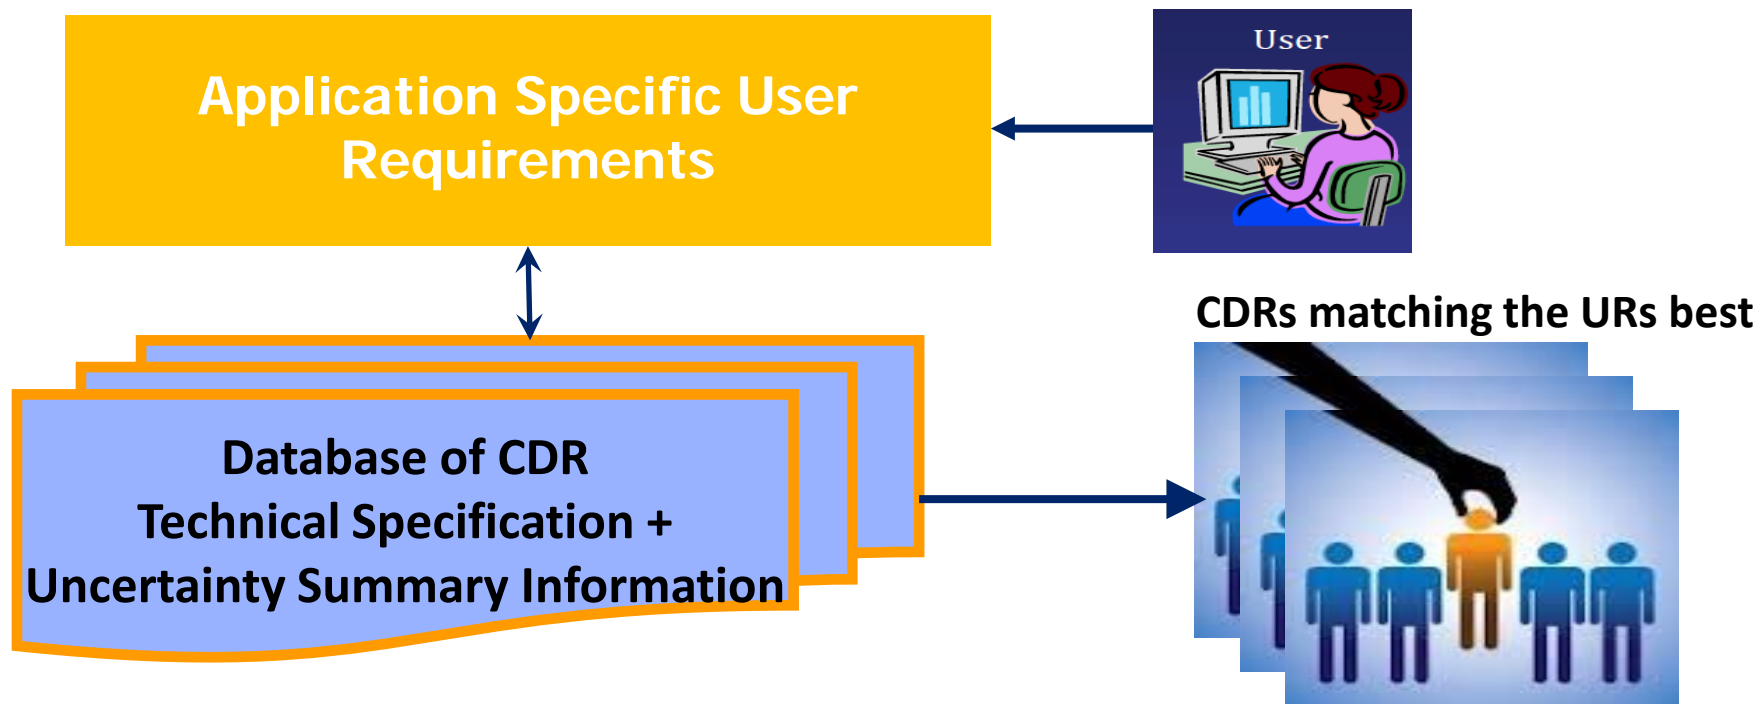 Application Specific User
Requirements
User
CDRs matching the URs best
Database of CDR
Technical Specification +
Uncertainty Summary Information